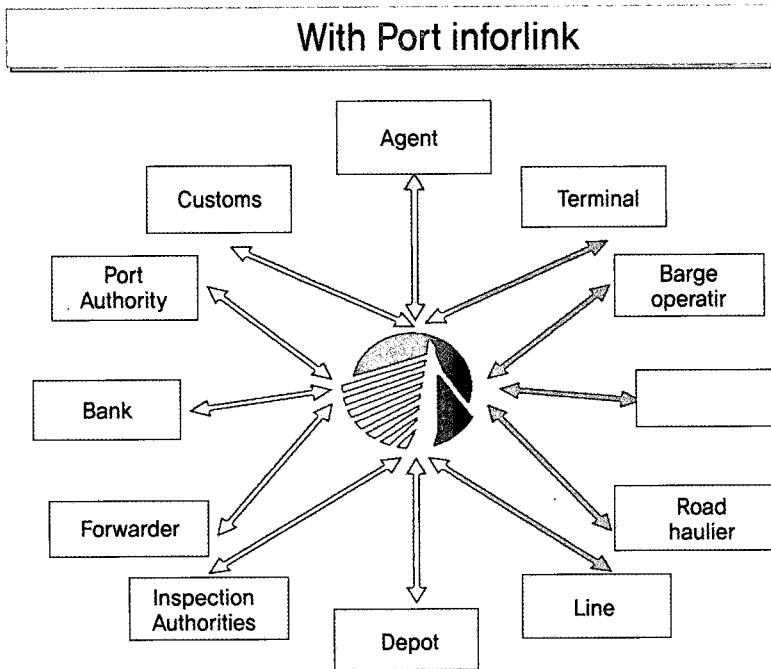 With Port inforlink
Agent
Customs
Terminal
Port
Authority
Barge
operatir
Bank
Forwarder
Road
haulier
Inspection
Authorities
Line
Depot